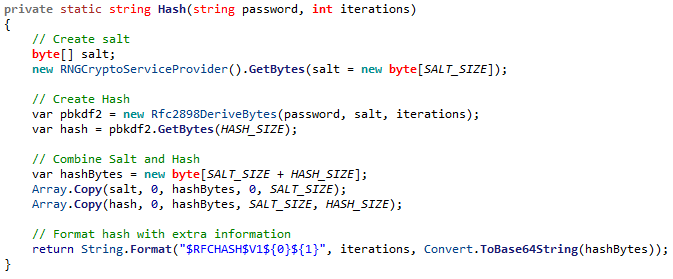 private static string Hash(string password, int iterations)
{
// Create salt
byte[] salt;
new RNGCryptoServiceProvider().GetBytes(salt = new byte[SALT_SIZE]);
// Create Hash
var pbkdf2 = new Rfc2898DeriveBytes(password, salt, iterations);
var hash = pbkdf2.GetBytes(HASH_SIZE);
// Combine Salt and Hash
var hashBytes = new byte[SALT_SIZE + HASH_SIZE];
Array.Copy(salt, 0, hashBytes, 0, SALT_SIZE);
Array.Copy(hash, 0, hashBytes, SALT_SIZE, HASH_SIZE);
// Format hash with extra information
return String.Format("$RFCHASH$V1${0}${1}", iterations, Convert.ToBase64String(hashBytes));
}